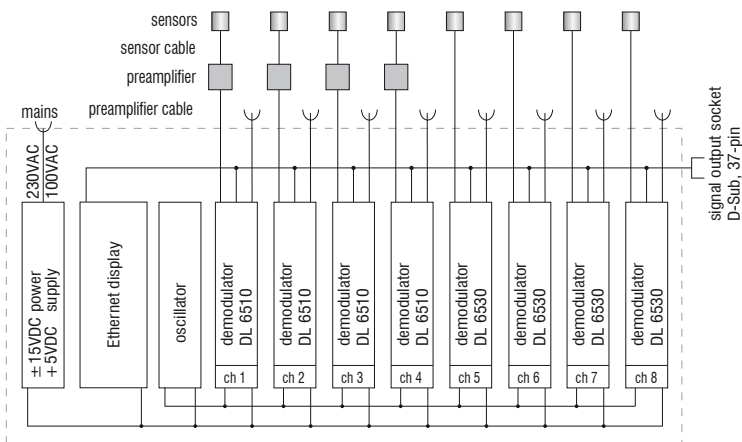 sensors
sensor cable
preamplifier
preamplifier cable
mains
230VAC
100VAC
signal output socket
D-Sub, 37-pin
± 15VDC power
+ 5VDC supply
Ethernet display
oscillator
demodulator
DL 6510
demodulator
DL 6510
demodulator
DL 6510
demodulator
DL 6510
demodulator
DL 6530
demodulator
DL 6530
demodulator
DL 6530
demodulator
DL 6530
ch 1
ch 2
ch 3
ch 4
ch 5
ch 6
ch 7
ch 8